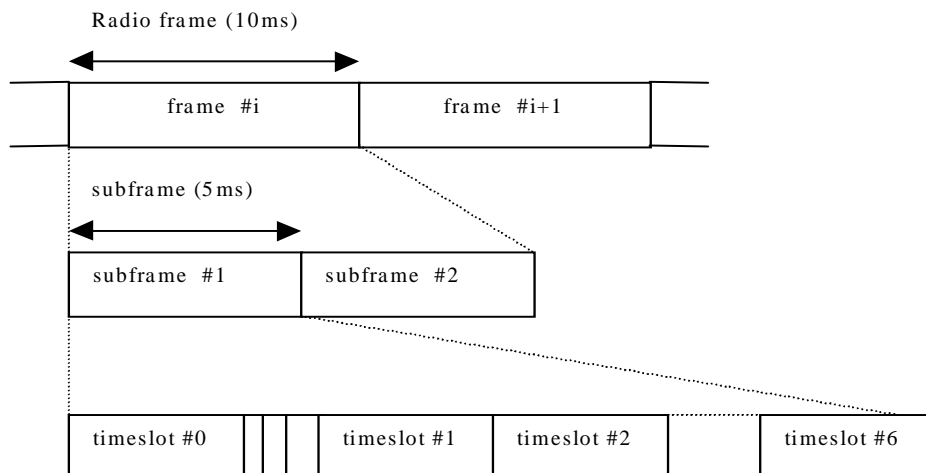 Radio frame (10ms)
frame #i
frame #i+1
subframe (5ms)
subframe #1
subframe #2
timeslot #0
timeslot #1
timeslot #2
timeslot #6